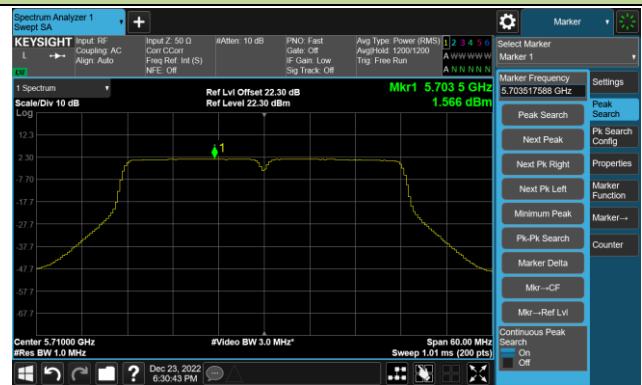 Spectrum Analyzer 1
Swept SA
Marker
KEYSIGHT
L
Input: RF
Coupling: AC
Align: Auto
Input Z: 50 Ω
Corr CCorr
Freq Ref: Int (S)
NFE: Off
#Atten: 10 dB
PNO: Fast
Gate: Off
IF Gain: Low
Sig Track: Off
Avg Type: Power (RMS)
Avg|Hold: 1200/1200
Trig: Free Run
1 2 3 4 5 6
A W W W W W
A N N N N N
Select Marker
Marker 1
Marker Frequency
5.703517588 GHz
Settings
1 Spectrum
Scale/Div 10 dB
Log
Ref Lvl Offset 22.30 dB
Ref Level 22.30 dBm
Mkr1 5.703 5 GHz
1.566 dBm
Peak Search
Peak Search
Next Peak
Pk Search Config
Next Pk Right
Properties
Next Pk Left
Marker Function
Minimum Peak
Marker→
Pk-Pk Search
Counter
Marker Delta
Mkr→CF
Mkr→Ref Lvl
Continuous Peak Search
On
Off
12.3
2.30
-7.70
-17.7
-27.7
-37.7
-47.7
-57.7
-67.7
1
Center 5.71000 GHz
#Res BW 1.0 MHz
#Video BW 3.0 MHz*
Span 60.00 MHz
Sweep 1.01 ms (200 pts)
?
Dec 23, 2022
6:30:43 PM